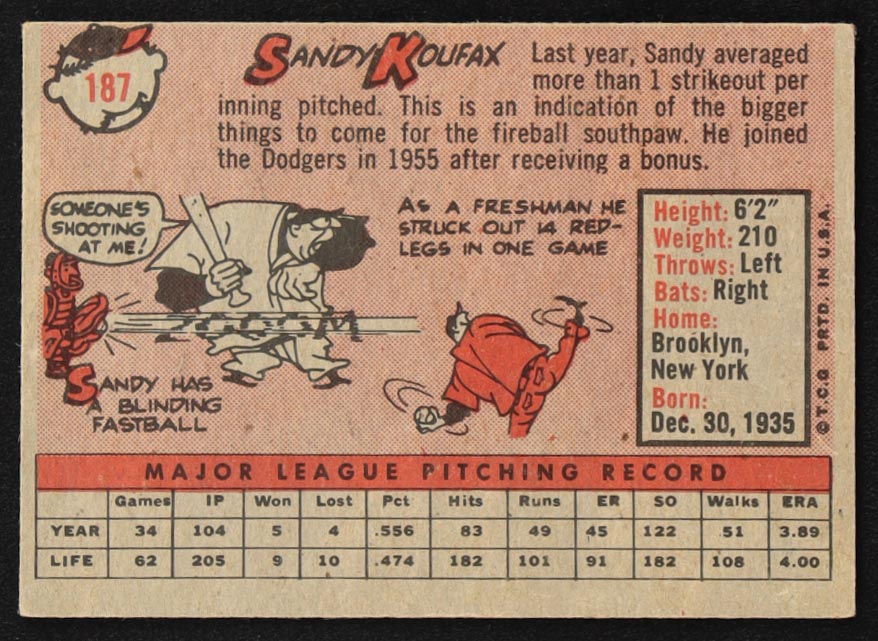 187
SANDY KOUFAX
Last year, Sandy averaged
more than 1 strikeout per
inning pitched. This is an indication of the bigger
things to come for the fireball southpaw. He joined
the Dodgers in 1955 after receiving a bonus.
SOMEONE'S
SHOOTING
AT ME!
AS A FRESHMAN HE
STRUCK OUT 14 RED-
LEGS IN ONE GAME
SANDY HAS
A BLINDING
FASTBALL
Height: 6'2"
Weight: 210
Throws: Left
Bats: Right
Home:
Brooklyn,
New York
Born:
Dec. 30, 1935
© T.C.G PRTD. IN U.S.A.
MAJOR LEAGUE PITCHING RECORD
Games IP Won Lost Pct Hits Runs ER SO Walks ERA
YEAR 34 104 5 4 .556 83 49 45 122 51 3.89
LIFE 62 205 9 10 .474 182 101 91 182 108 4.00